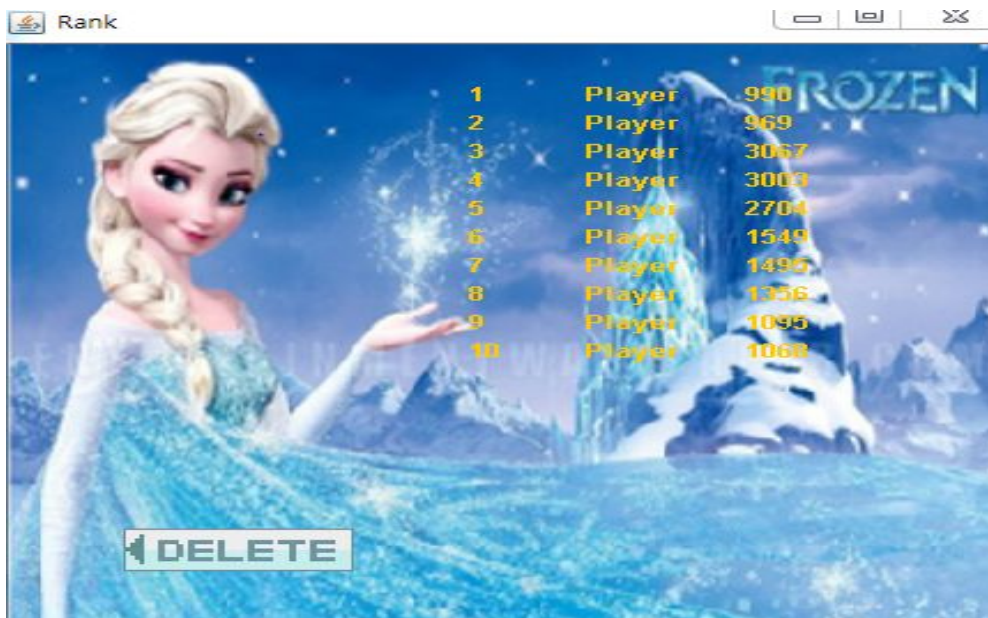 Rank
FROZEN
1 Player 990
2 Player 969
3 Player 3067
4 Player 3003
5 Player 2704
6 Player 1549
7 Player 1495
8 Player 1356
9 Player 1095
10 Player 1068
DELETE